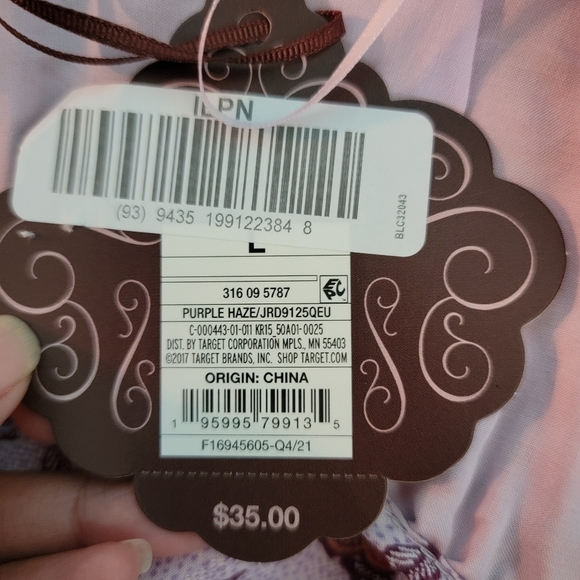 ILPN
(93) 9435 199122384 8
BLC32043
L
316 09 5787
EPC
PURPLE HAZE/JRD9125QEU
C-000443-01-011 KR15_50A01-0025
DIST. BY TARGET CORPORATION MPLS., MN 55403
©2017 TARGET BRANDS, INC. SHOP TARGET.COM
ORIGIN: CHINA
1 95995 79913 5
F16945605-Q4/21
$35.00